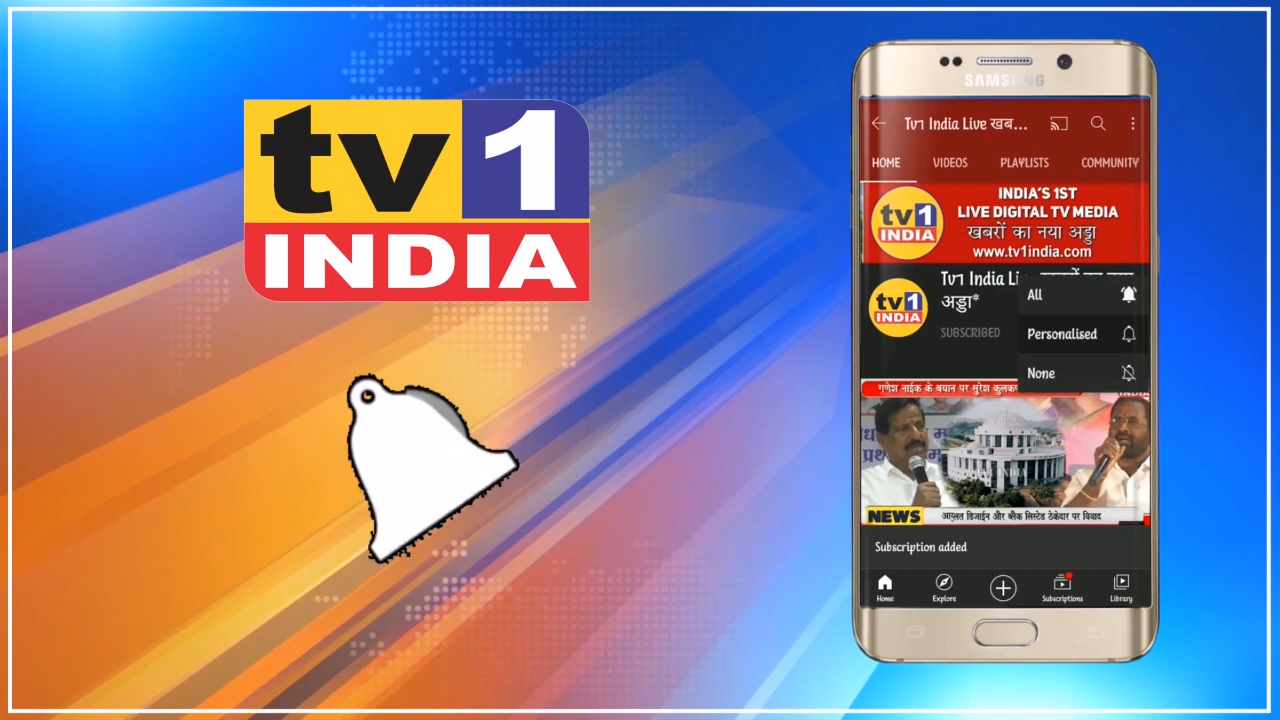 tv1
INDIA
SAMSUNG
Tv1 India Live खब...
HOME VIDEOS PLAYLISTS COMMUNITY
tv1
INDIA
INDIA'S 1ST
LIVE DIGITAL TV MEDIA
खबरों का नया अड्डा
www.tv1india.com
tv1
INDIA
Tv1 India Li
अड्डा*
SUBSCRIBED
All
Personalised
None
गणेश नाईक के बयान पर सुरेश कुलक
NEWS
आयलत डिजाईन और ब्लैक लिस्टेड ठेकेदार पर विवाद
Subscription added
Home Explore Subscriptions Library